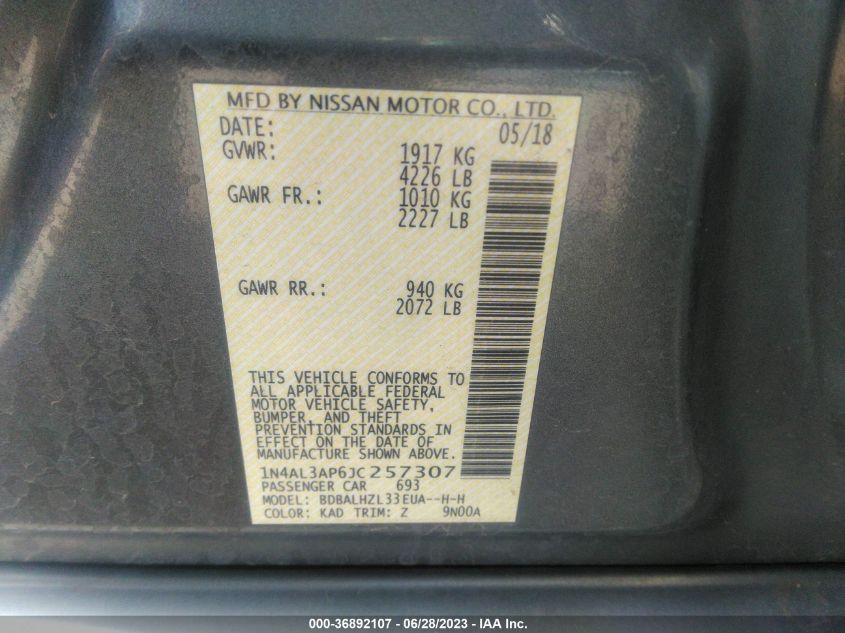 MFD BY NISSAN MOTOR CO., LTD.
DATE: 05/18
GVWR: 1917 KG
4226 LB
GAWR FR.: 1010 KG
2227 LB
GAWR RR.: 940 KG
2072 LB
THIS VEHICLE CONFORMS TO
ALL APPLICABLE FEDERAL
MOTOR VEHICLE SAFETY,
BUMPER, AND THEFT
PREVENTION STANDARDS IN
EFFECT ON THE DATE OF
MANUFACTURE SHOWN ABOVE.
1N4AL3AP6JC257307
PASSENGER CAR 693
MODEL: BDBALHZL33EUA--H-H
COLOR: KAD TRIM: Z 9N00A
000-36892107 - 06/28/2023 - IAA Inc.